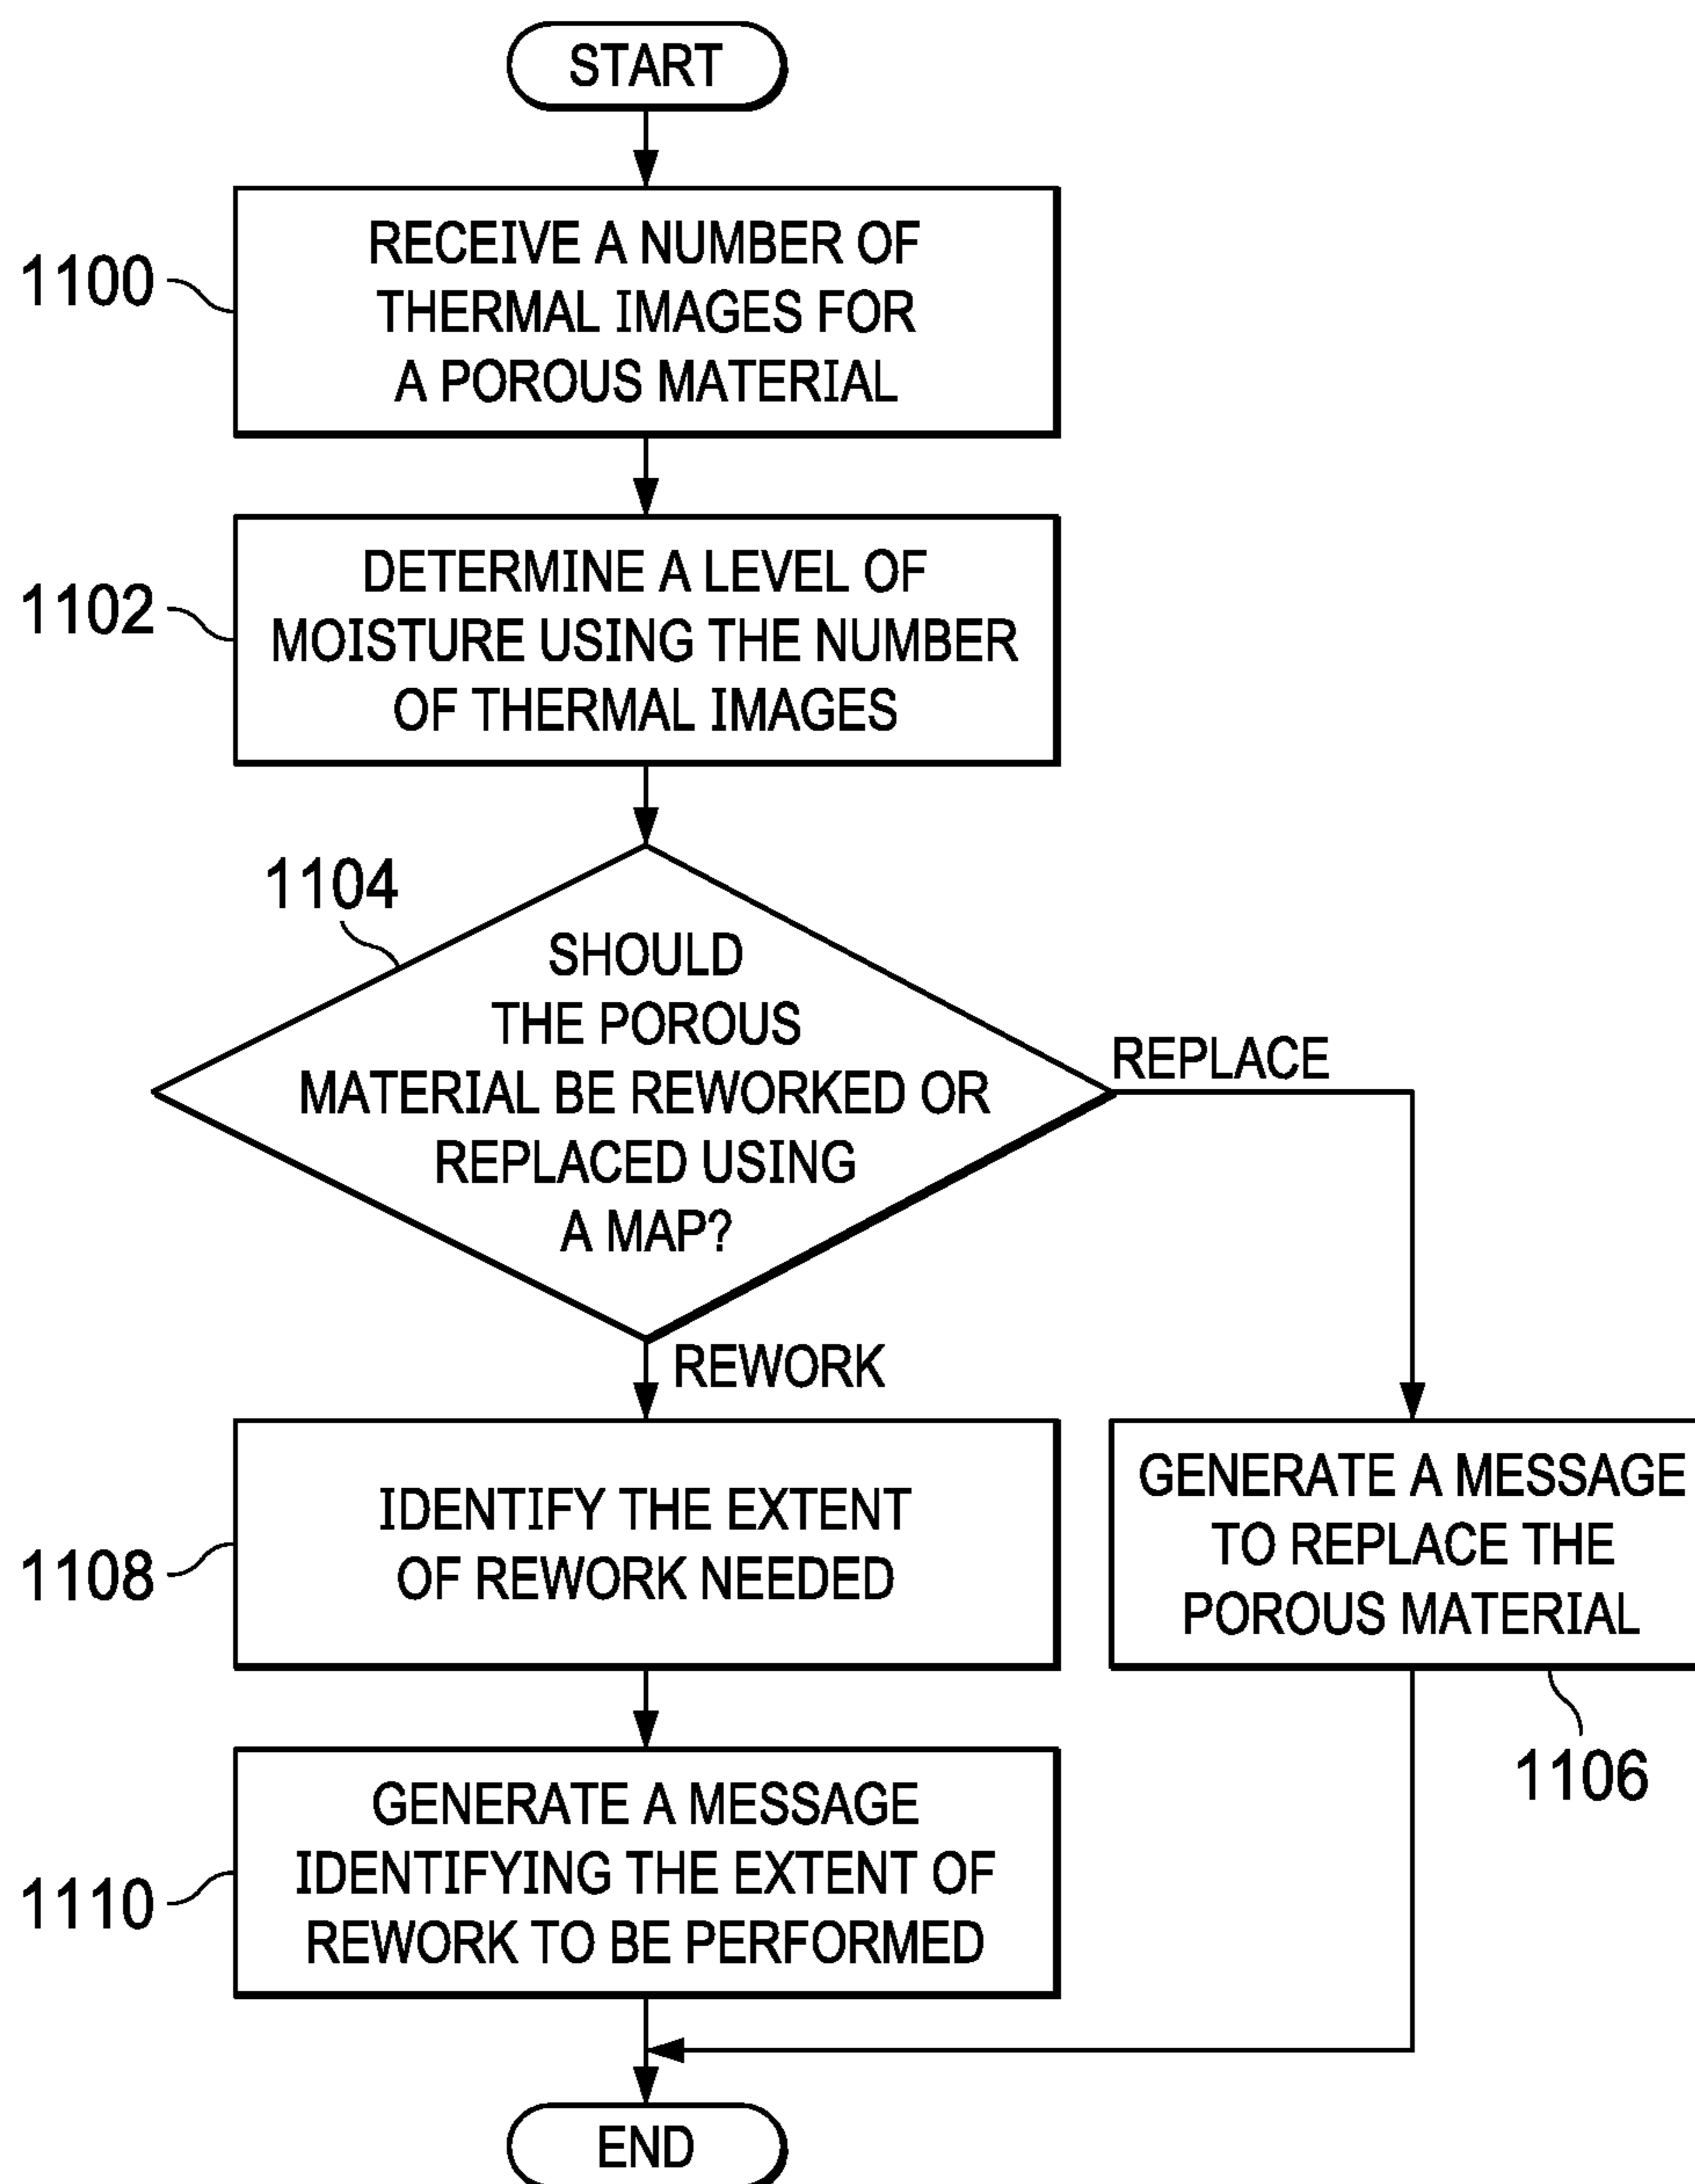 START
1100
RECEIVE A NUMBER OF
THERMAL IMAGES FOR
A POROUS MATERIAL
1102
DETERMINE A LEVEL OF
MOISTURE USING THE NUMBER
OF THERMAL IMAGES
1104
SHOULD
THE POROUS
MATERIAL BE REWORKED OR
REPLACED USING
A MAP?
REPLACE
REWORK
1108
IDENTIFY THE EXTENT
OF REWORK NEEDED
GENERATE A MESSAGE
TO REPLACE THE
POROUS MATERIAL
1106
1110
GENERATE A MESSAGE
IDENTIFYING THE EXTENT OF
REWORK TO BE PERFORMED
END